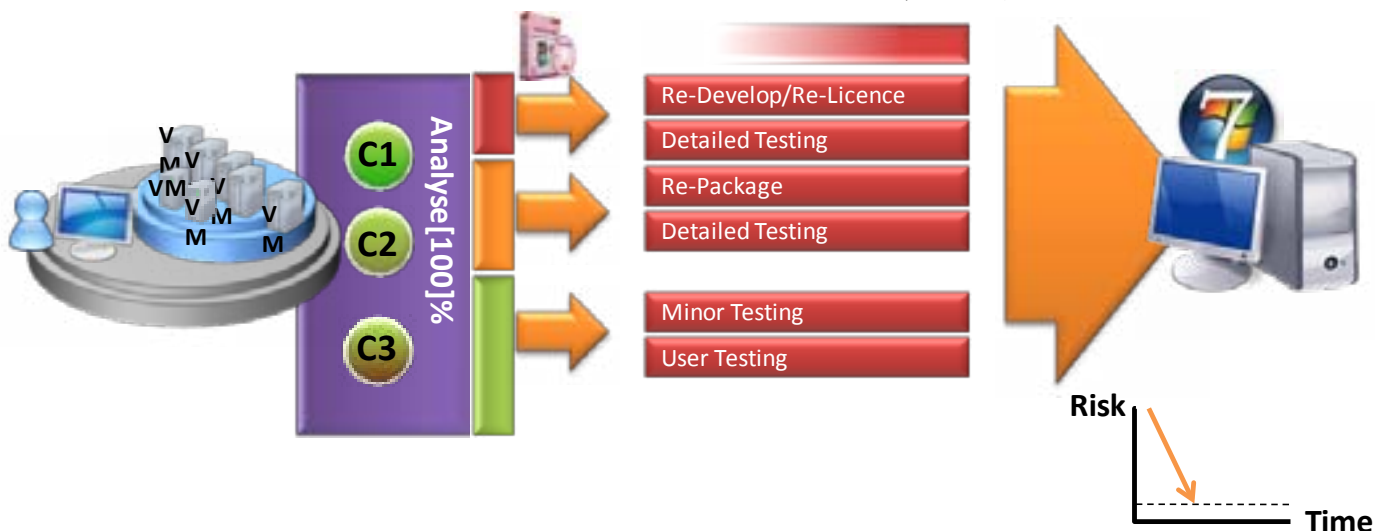 V
M
V
VM
V
M
V
M
V
M
C1
C2
C3
Analyse[100]%
Re-Develop/Re-Licence
Detailed Testing
Re-Package
Detailed Testing
Minor Testing
User Testing
7
Risk
Time